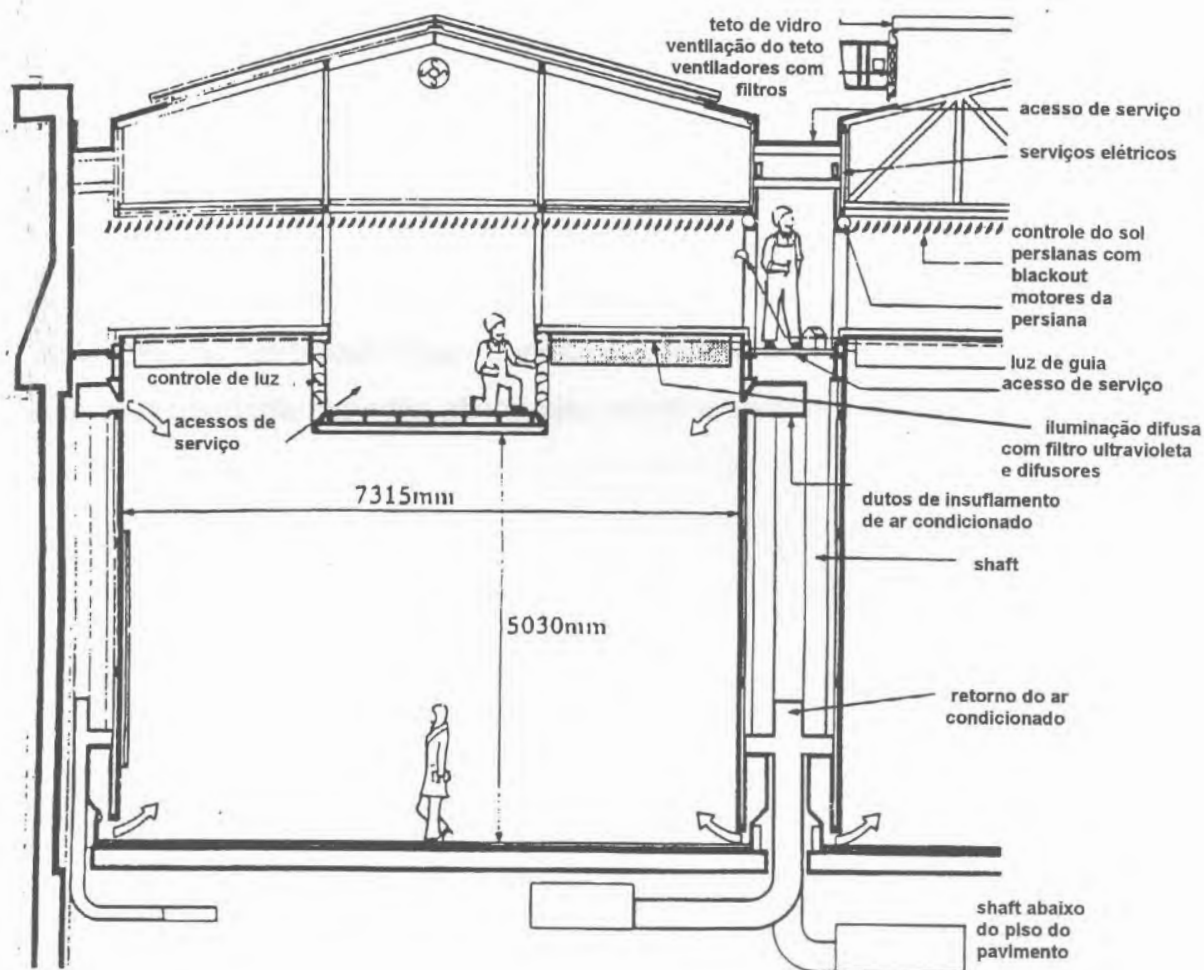 teto de vidro
ventilação do teto
ventiladores com
filtros
acesso de serviço
serviços elétricos
controle do sol
persianas com
blackout
motores da
persiana
luz de guia
acesso de serviço
controle de luz
acessos de
serviço
iluminação difusa
com filtro ultravioleta
e difusores
7315mm
dutos de insuflamento
de ar condicionado
shaft
5030mm
retorno do ar
condicionado
shaft abaixo
do piso do
pavimento